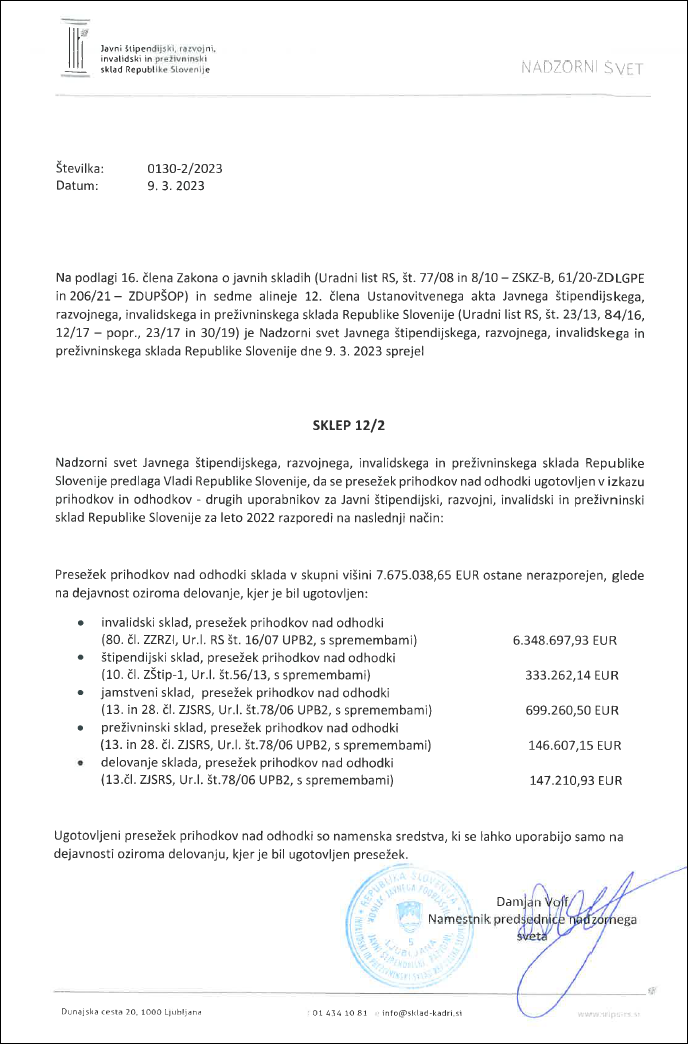 Javni štipendijski, razvojni,
invalidski in preživninski
sklad Republike Slovenije
NADZORNI SVET
Številka: 0130-2/2023
Datum: 9. 3. 2023
Na podlagi 16. člena Zakona o javnih skladih (Uradni list RS, št. 77/08 in 8/10 – ZSKZ-B, 61/20-ZDLGPE
in 206/21 – ZDUPŠOP) in sedme alineje 12. člena Ustanovitvenega akta Javnega štipendijskega,
razvojnega, invalidskega in preživninskega sklada Republike Slovenije (Uradni list RS, št. 23/13, 84/16,
12/17 – popr., 23/17 in 30/19) je Nadzorni svet Javnega štipendijskega, razvojnega, invalidskega in
preživninskega sklada Republike Slovenije dne 9. 3. 2023 sprejel
SKLEP 12/2
Nadzorni svet Javnega štipendijskega, razvojnega, invalidskega in preživninskega sklada Republike
Slovenije predlaga Vladi Republike Slovenije, da se presežek prihodkov nad odhodki ugotovljen v izkazu
prihodkov in odhodkov - drugih uporabnikov za Javni štipendijski, razvojni, invalidski in preživninski
sklad Republike Slovenije za leto 2022 razporedi na naslednji način:
Presežek prihodkov nad odhodki sklada v skupni višini 7.675.038,65 EUR ostane nerazporejen, glede
na dejavnost oziroma delovanje, kjer je bil ugotovljen:
• invalidski sklad, presežek prihodkov nad odhodki
(80. čl. ZZRZI, Ur.l. RS št. 16/07 UPB2, s spremembami) 6.348.697,93 EUR
• štipendijski sklad, presežek prihodkov nad odhodki
(10. čl. ZŠtip-1, Ur.l. št.56/13, s spremembami) 333.262,14 EUR
• jamstveni sklad, presežek prihodkov nad odhodki
(13. in 28. čl. ZJSRS, Ur.l. št.78/06 UPB2, s spremembami) 699.260,50 EUR
• preživninski sklad, presežek prihodkov nad odhodki
(13. in 28. čl. ZJSRS, Ur.l. št.78/06 UPB2, s spremembami) 146.607,15 EUR
• delovanje sklada, presežek prihodkov nad odhodki
(13.čl. ZJSRS, Ur.l. št.78/06 UPB2, s spremembami) 147.210,93 EUR
Ugotovljeni presežek prihodkov nad odhodki so namenska sredstva, ki se lahko uporabijo samo na
dejavnosti oziroma delovanju, kjer je bil ugotovljen presežek.
REPUBLIKA SLOVENIJA
5
LJUBLJANA
Damjan Volf
Namestnik predsednice nadzornega
sveta
Dunajska cesta 20, 1000 Ljubljana t 01 434 10 81 e info@sklad-kadri.si